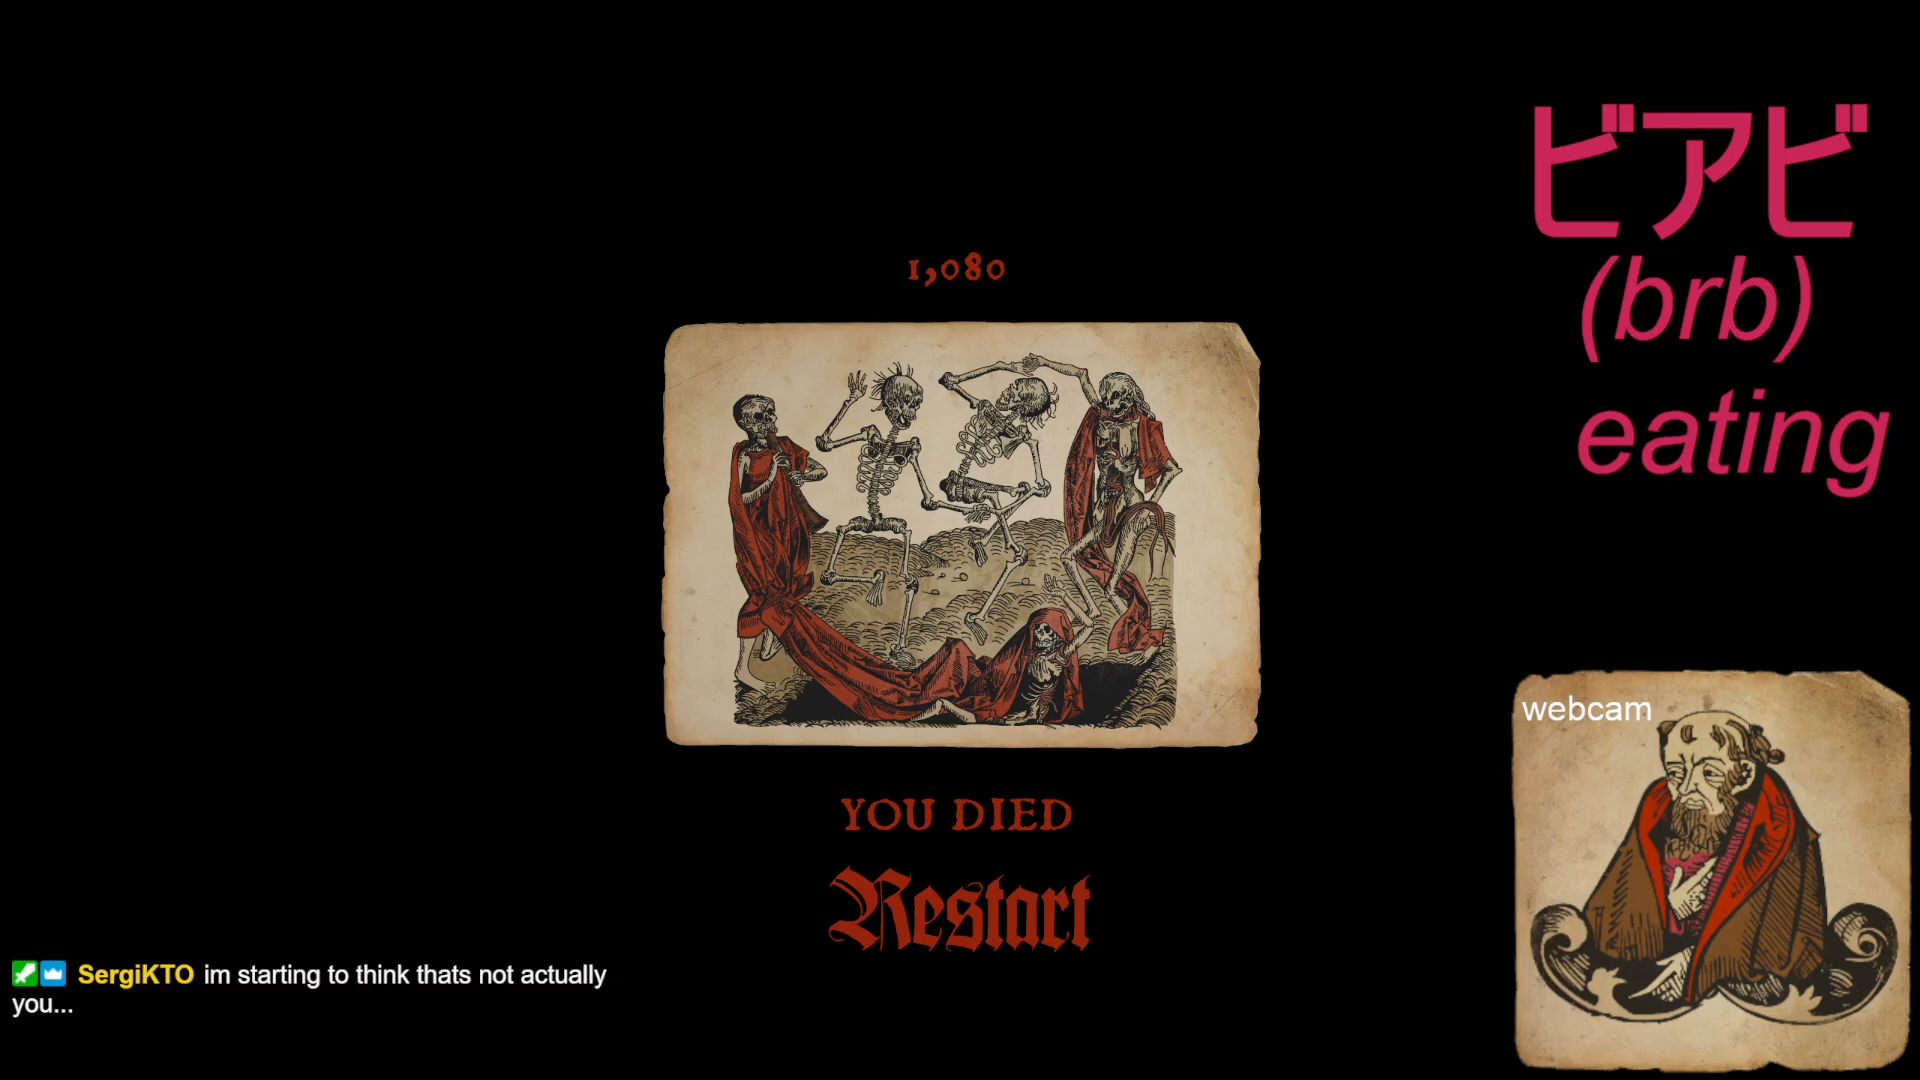 ビアビ
(brb)
eating
1,080
webcam
YOU DIED
Restart
SergiKTO im starting to think thats not actually
you...